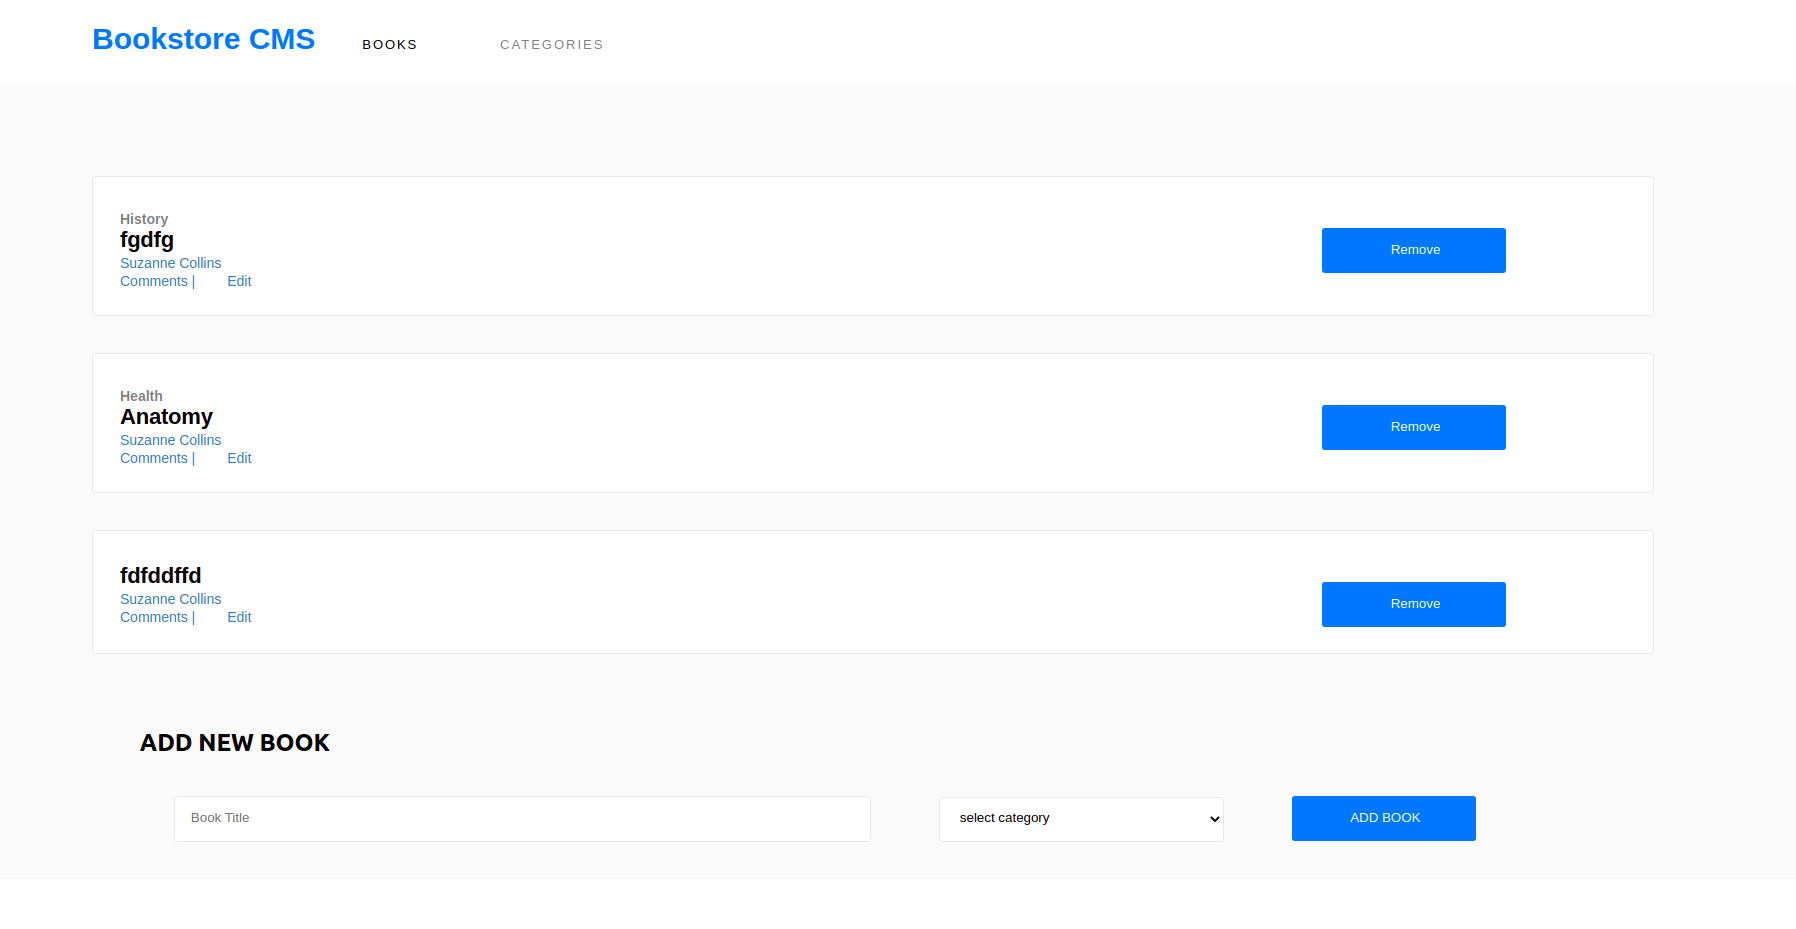 Bookstore CMS BOOKS CATEGORIES
History
fgdfg
Suzanne Collins
Comments | Edit
Remove
Health
Anatomy
Suzanne Collins
Comments | Edit
Remove
fdfddffd
Suzanne Collins
Comments | Edit
Remove
ADD NEW BOOK
Book Title select category ADD BOOK